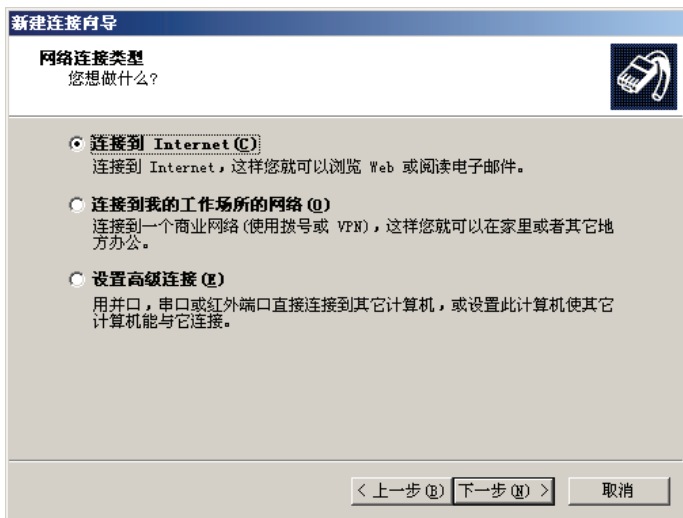 新建连接向导
网络连接类型
您想做什么?
连接到 Internet(C)
连接到 Internet，这样您就可以浏览 Web 或阅读电子邮件。
连接到我的工作场所的网络(O)
连接到一个商业网络(使用拨号或 VPN)，这样您就可以在家里或者其它地
方办公。
设置高级连接(E)
用并口，串口或红外端口直接连接到其它计算机，或设置此计算机使其它
计算机能与它连接。
< 上一步(B) 下一步(N) > 取消